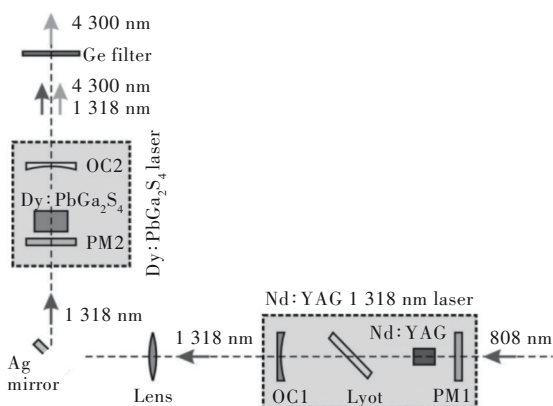 4 300 nm
Ge filter
4 300 nm
1 318 nm
OC2
Dy:PbGa₂S₄
PM2
Dy:PbGa₂S₄ laser
1 318 nm
Ag
mirror
Lens
1 318 nm
Nd:YAG 1 318 nm laser
Nd:YAG
OC1
Lyot
PM1
808 nm